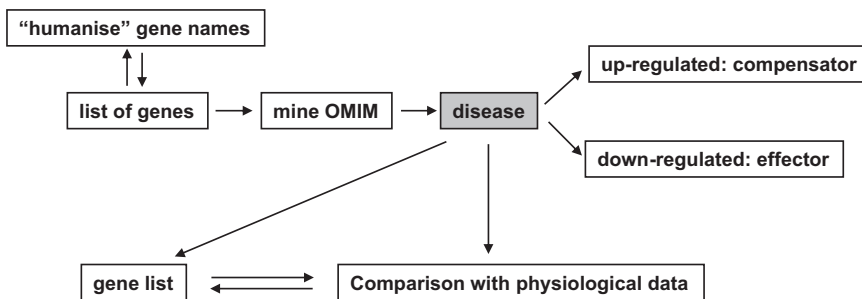 “humanise” gene names
up-regulated: compensator
list of genes
mine OMIM
disease
down-regulated: effector
gene list
Comparison with physiological data